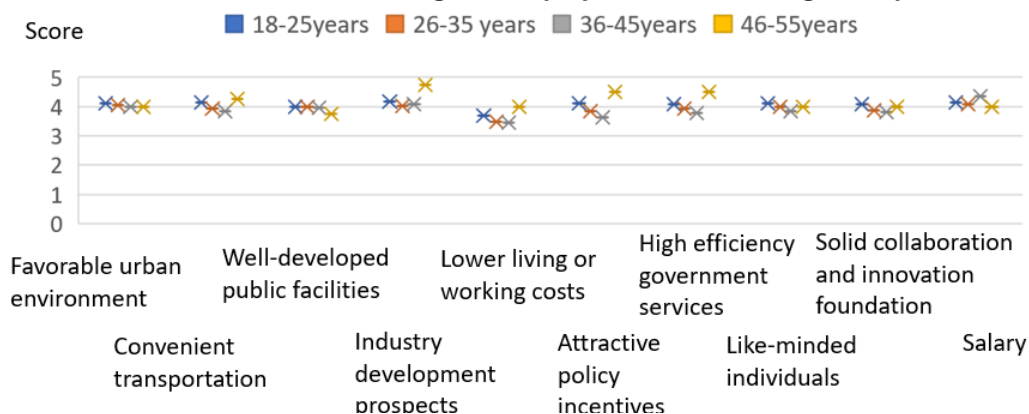 Score
18-25years 26-35 years 36-45years 46-55years
5
4
3
2
1
0
Favorable urban
environment
Convenient
transportation
Well-developed
public facilities
Industry
development
prospects
Lower living or
working costs
Attractive
policy
incentives
High efficiency
government
services
Like-minded
individuals
Solid collaboration
and innovation
foundation
Salary